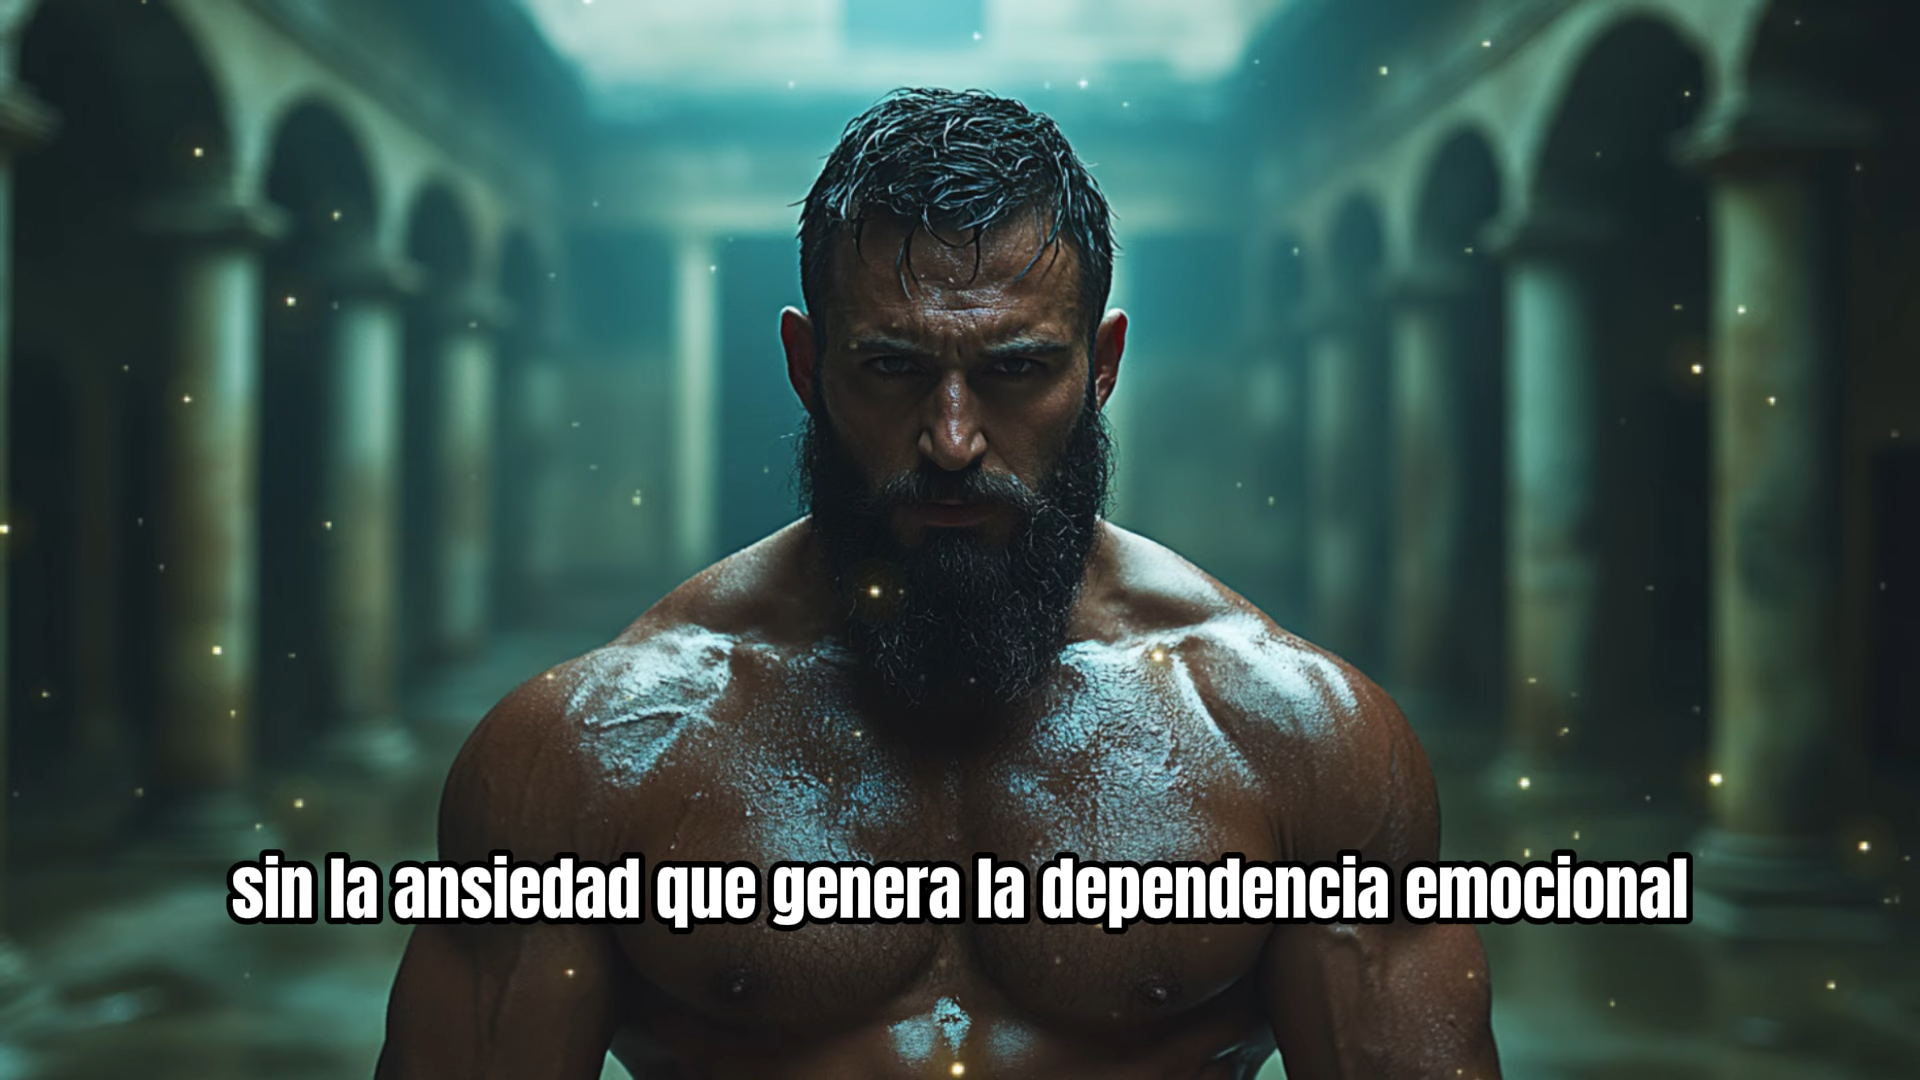 sin la ansiedad que genera la dependencia emocional